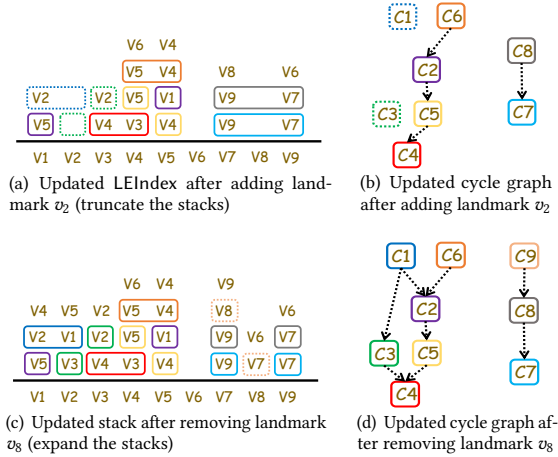 V6 V4
V5 V4 V8 V6
V2 V2 V5 V1 V9 V7
V5 V4 V3 V4 V9 V7
V1 V2 V3 V4 V5 V6 V7 V8 V9
(a) Updated LEIndex after adding land-
mark v2 (truncate the stacks)
C1 C6
C8
C2
C3 C5 C7
C4
(b) Updated cycle graph
after adding landmark v2
V6 V4 V9
V4 V5 V2 V5 V4 V8 V6
V2 V1 V2 V5 V1 V9 V6 V7
V5 V3 V4 V3 V4 V9 V7 V7
V1 V2 V3 V4 V5 V6 V7 V8 V9
(c) Updated stack after removing landmark
v8 (expand the stacks)
C1 C6 C9
C2 C8
C3 C5
C7
C4
(d) Updated cycle graph af-
ter removing landmark v8